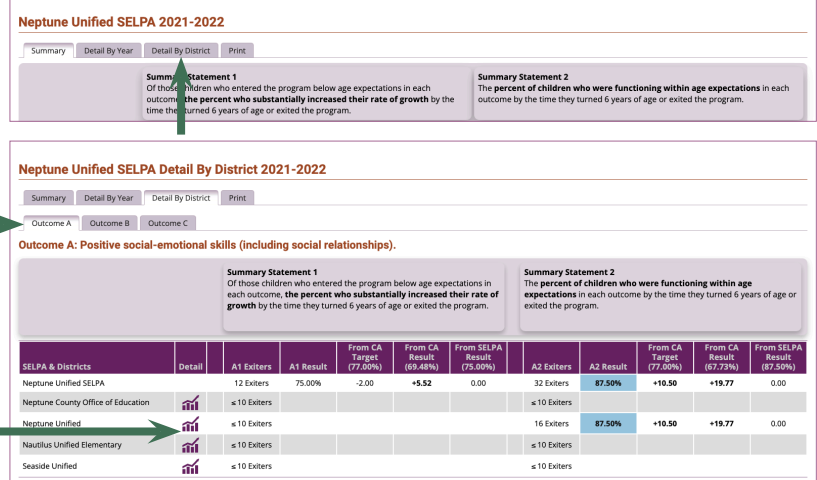 Neptune Unified SELPA 2021-2022
Summary Detail By Year Detail By District Print
Summary Statement 1
Of those children who entered the program below age expectations in each
outcome, the percent who substantially increased their rate of growth by the
time they turned 6 years of age or exited the program.
Summary Statement 2
The percent of children who were functioning within age expectations in each
outcome by the time they turned 6 years of age or exited the program.
Neptune Unified SELPA Detail By District 2021-2022
Summary Detail By Year Detail By District Print
Outcome A Outcome B Outcome C
Outcome A: Positive social-emotional skills (including social relationships).
Summary Statement 1
Of those children who entered the program below age expectations in
each outcome, the percent who substantially increased their rate of
growth by the time they turned 6 years of age or exited the program.
Summary Statement 2
The percent of children who were functioning within age
expectations in each outcome by the time they turned 6 years of age or
exited the program.
SELPA & Districts Detail A1 Exiters A1 Result From CA Target (77.00%) From CA Result (69.48%) From SELPA Result (75.00%) A2 Exiters A2 Result From CA Target (77.00%) From CA Result (67.73%) From SELPA Result (87.50%)
Neptune Unified SELPA 12 Exiters 75.00% -2.00 +5.52 0.00 32 Exiters 87.50% +10.50 +19.77 0.00
Neptune County Office of Education ≤ 10 Exiters ≤ 10 Exiters
Neptune Unified ≤ 10 Exiters 16 Exiters 87.50% +10.50 +19.77 0.00
Nautilus Unified Elementary ≤ 10 Exiters ≤ 10 Exiters
Seaside Unified ≤ 10 Exiters ≤ 10 Exiters